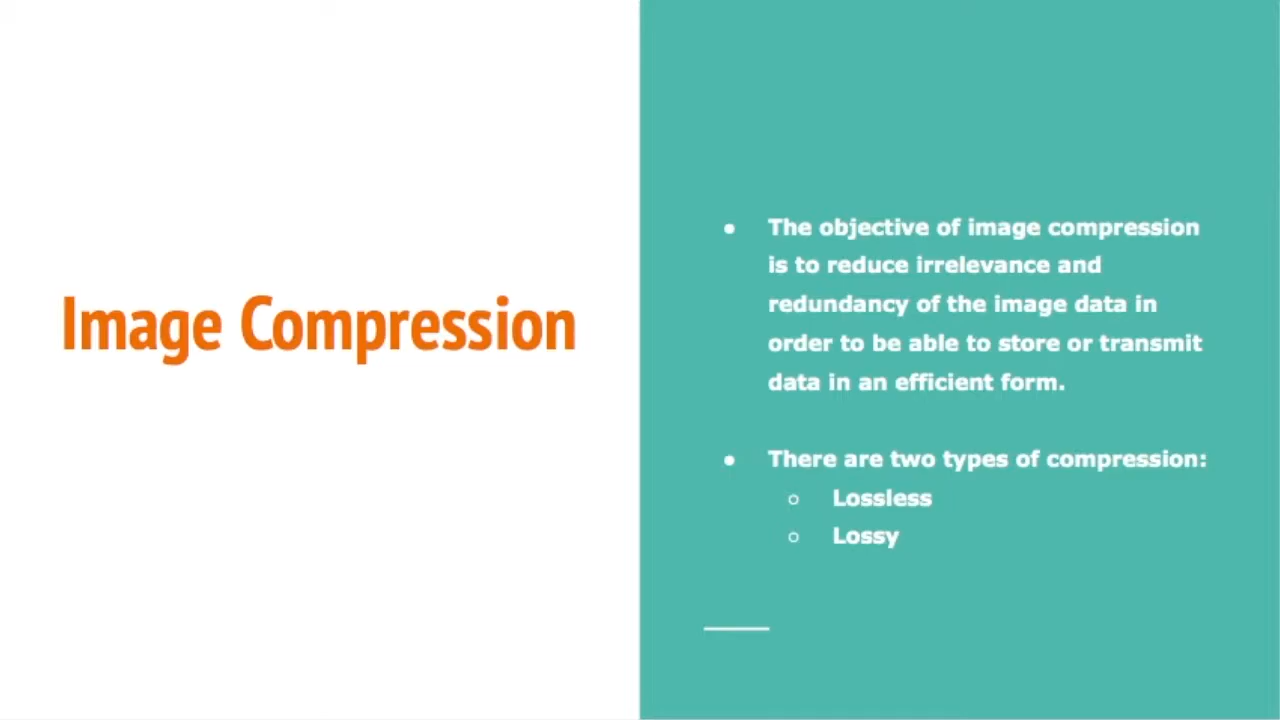 Image Compression
● The objective of image compression
is to reduce irrelevance and
redundancy of the image data in
order to be able to store or transmit
data in an efficient form.
● There are two types of compression:
○ Lossless
○ Lossy